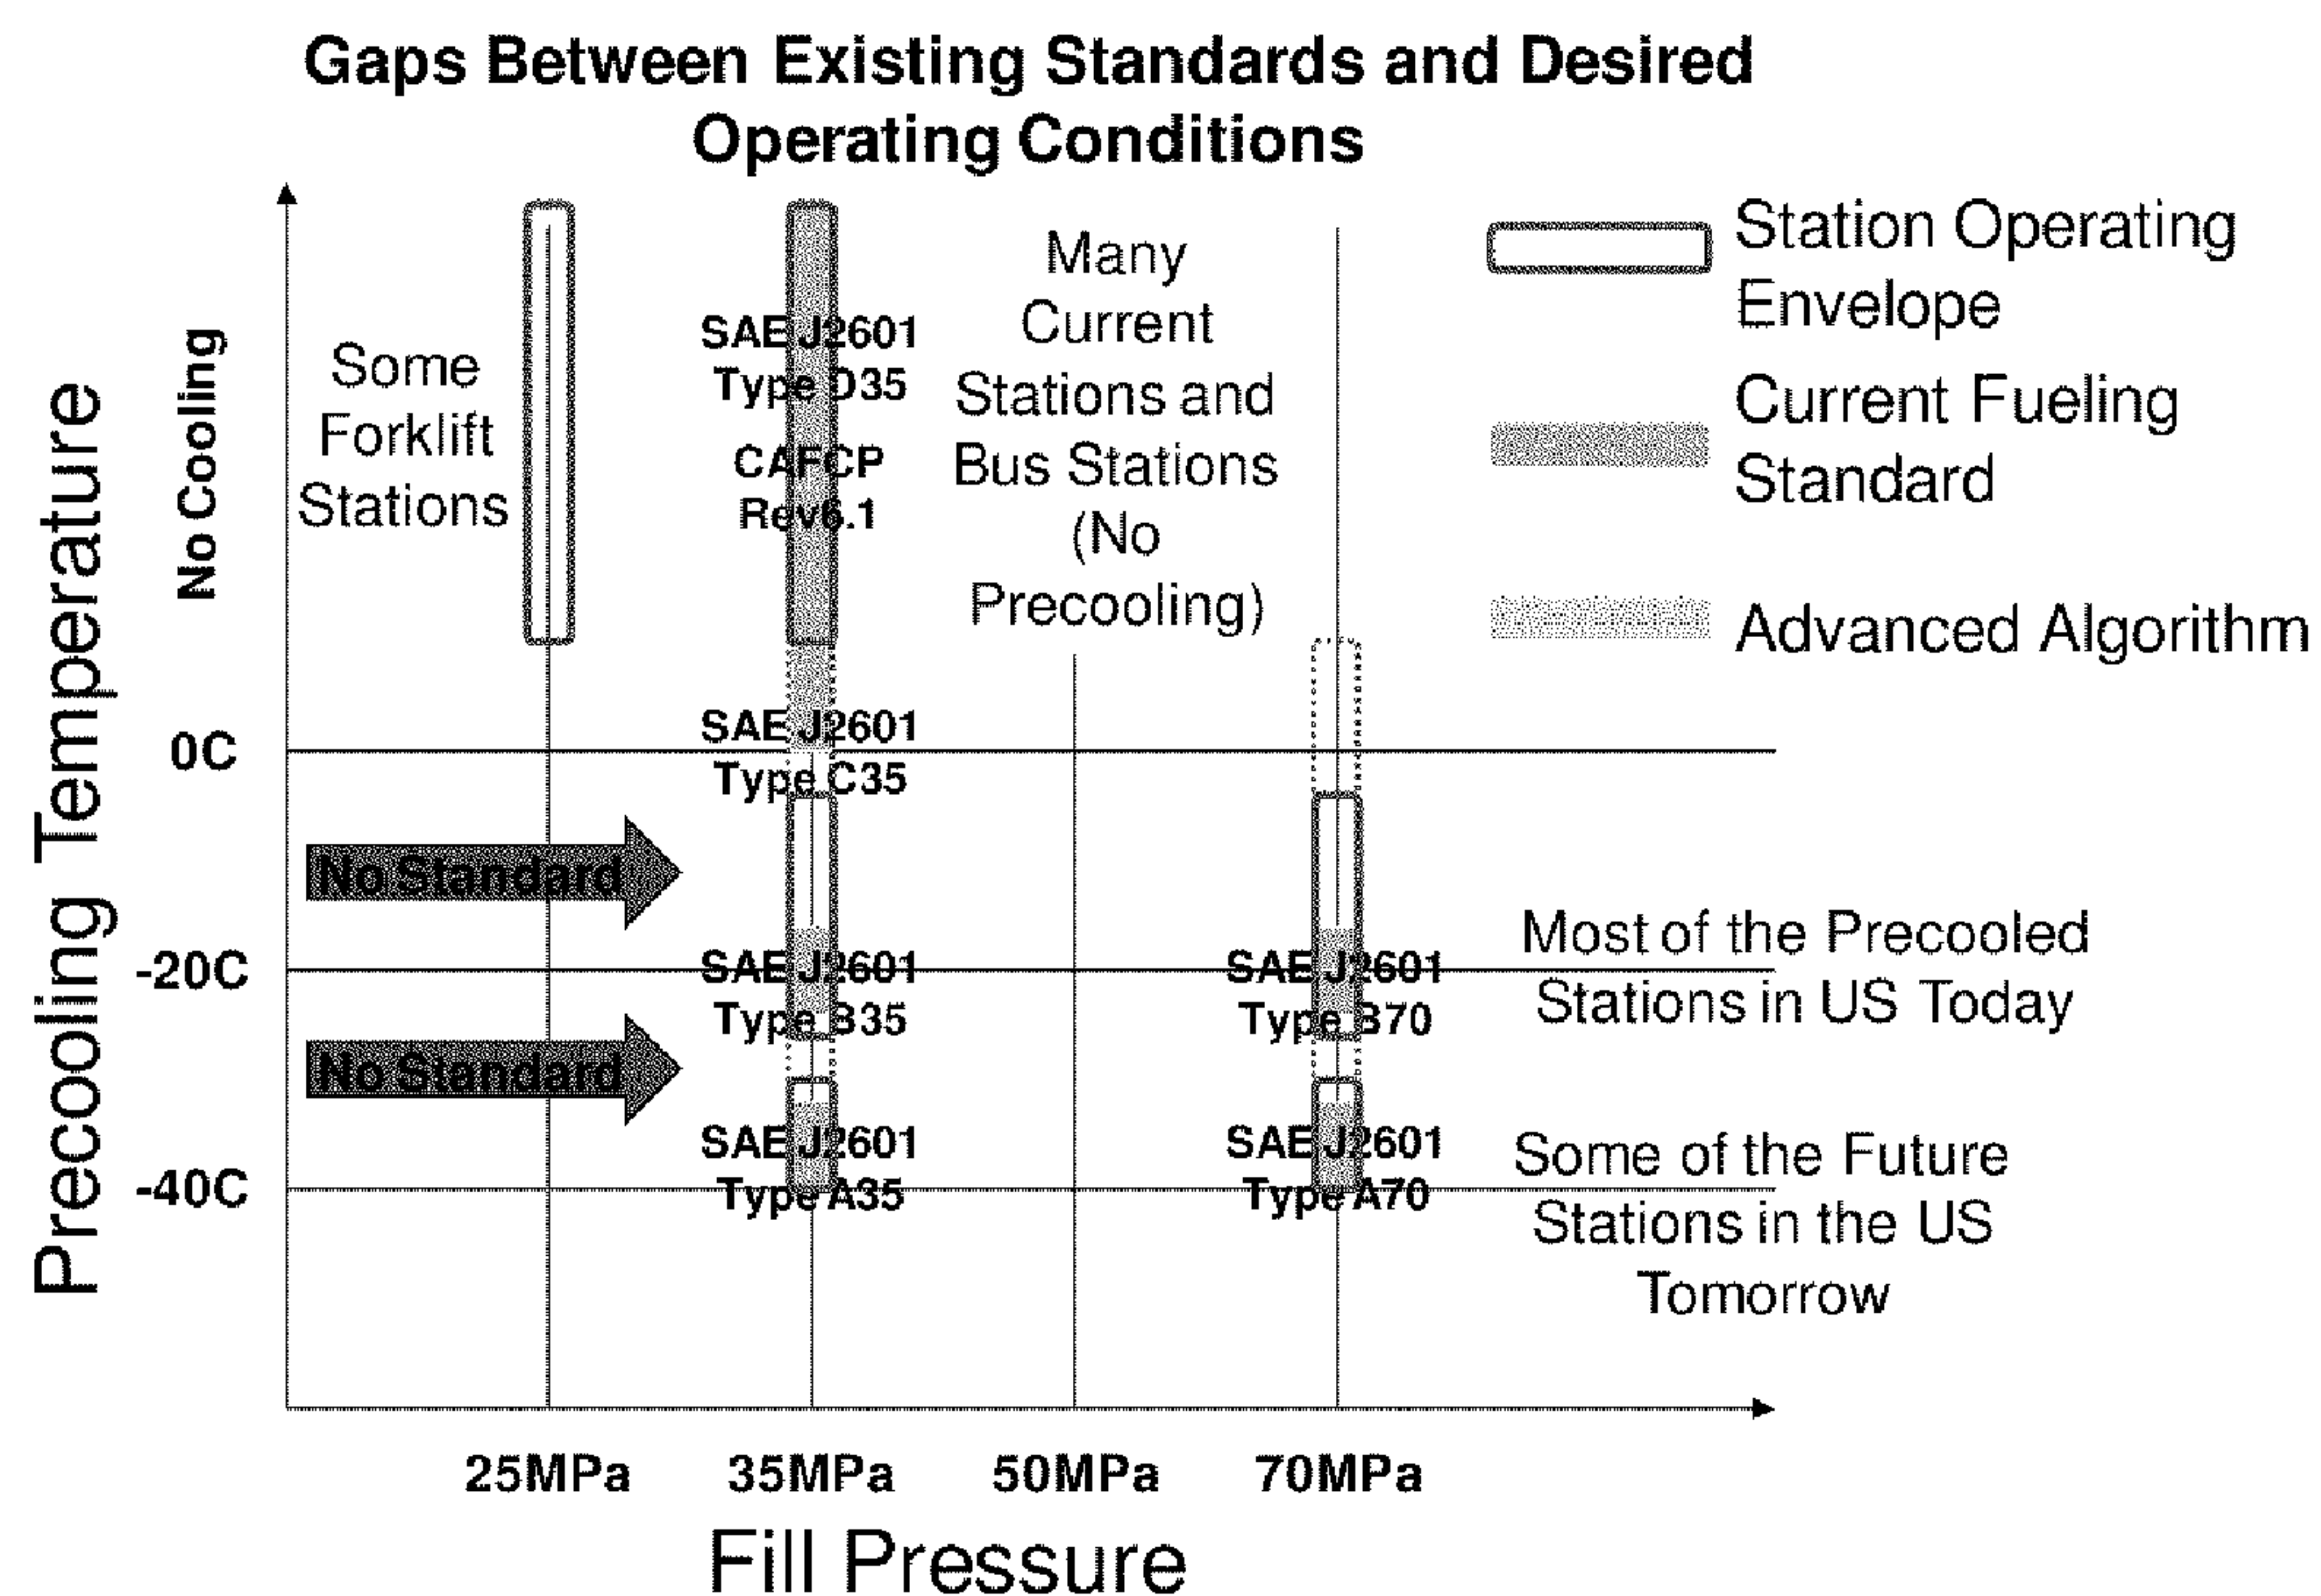 Gaps Between Existing Standards and Desired
Operating Conditions
Precooling Temperature
No Cooling
0C
-20C
-40C
Some
Forklift
Stations
SAE J2601
Type D35
CAFCP
Rev6.1
Many
Current
Stations and
Bus Stations
(No
Precooling)
Station Operating
Envelope
Current Fueling
Standard
Advanced Algorithm
SAE J2601
Type C35
No Standard
SAE J2601
Type B35
SAE J2601
Type B70
Most of the Precooled
Stations in US Today
No Standard
SAE J2601
Type A35
SAE J2601
Type A70
Some of the Future
Stations in the US
Tomorrow
25MPa
35MPa
50MPa
70MPa
Fill Pressure